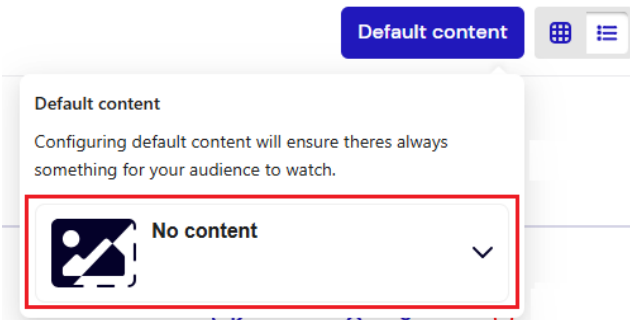 Default content
Default content
Configuring default content will ensure theres always
something for your audience to watch.
No content